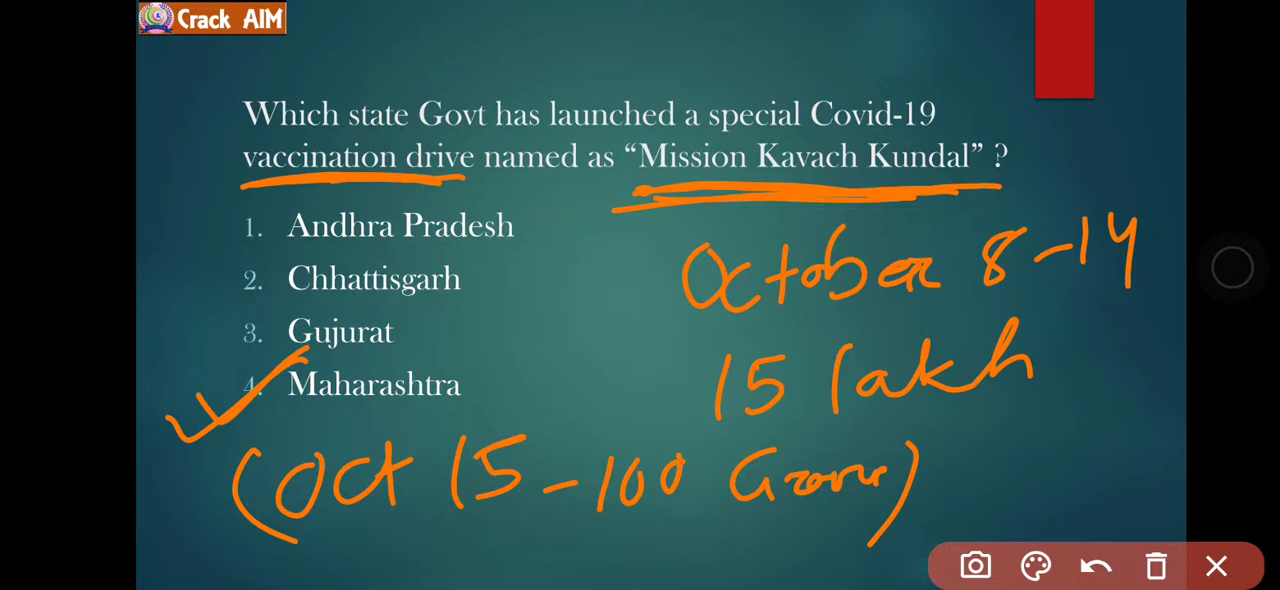 Crack AIM
Which state Govt has launched a special Covid-19
vaccination drive named as “Mission Kavach Kundal” ?
1. Andhra Pradesh
2. Chhattisgarh
3. Gujurat
4. Maharashtra
October 8-14
15 lakh
(Oct 15-100